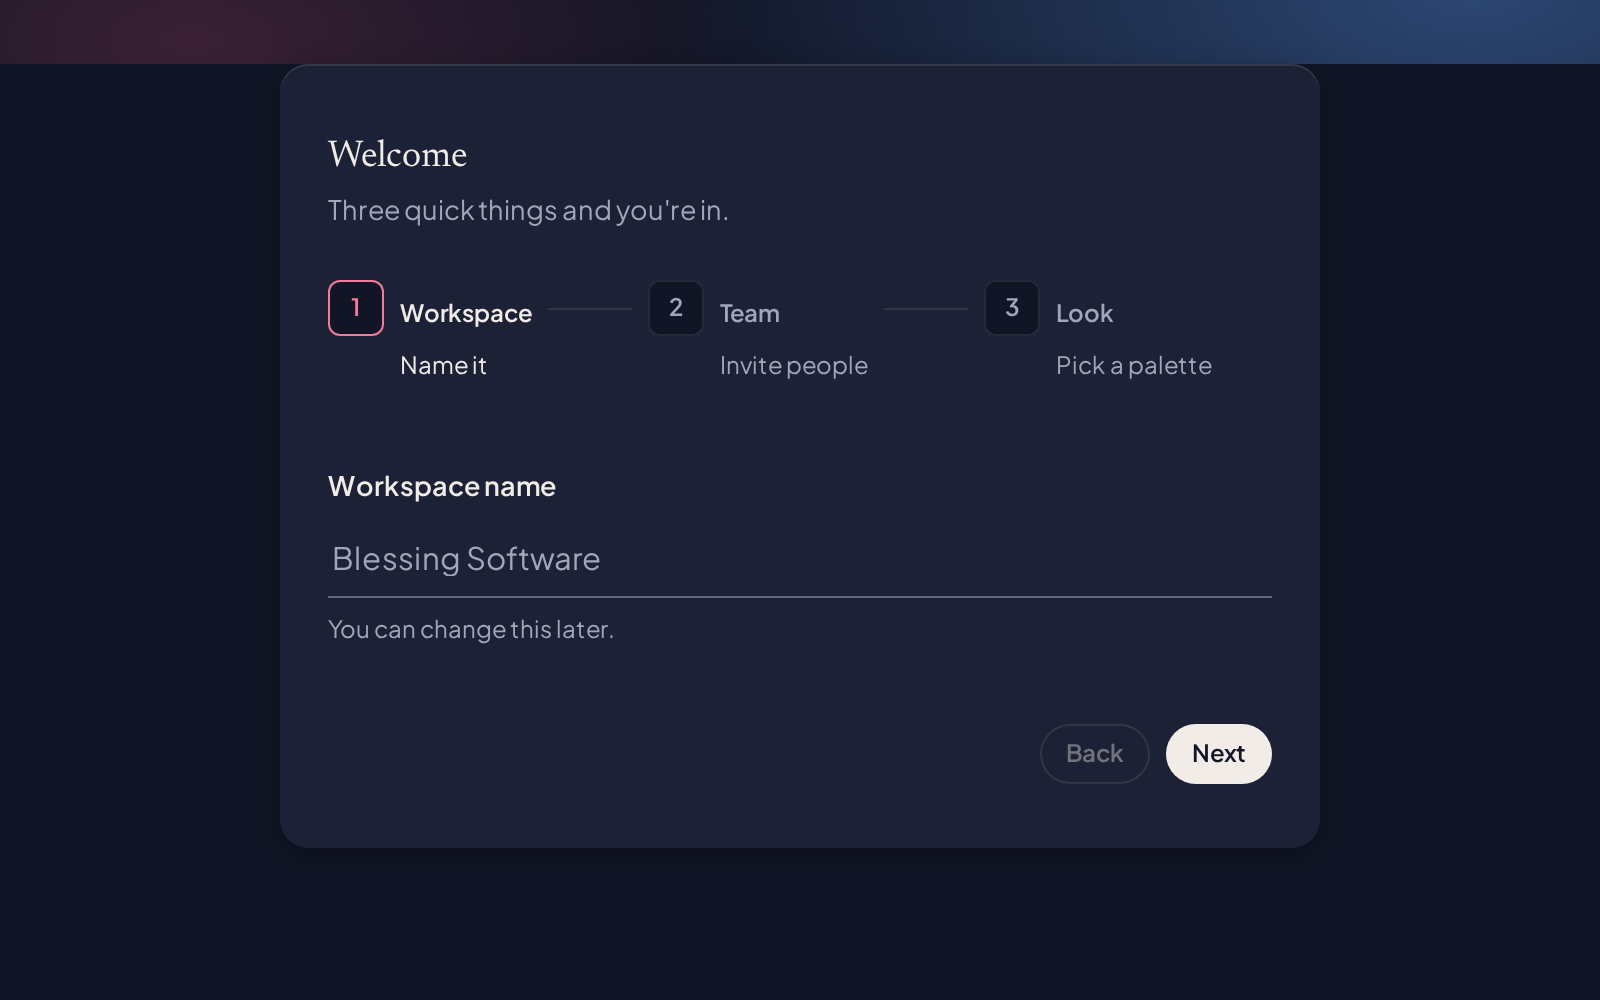 Welcome
Three quick things and you're in.
1 Workspace 2 Team 3 Look
Name it Invite people Pick a palette
Workspace name
Blessing Software
You can change this later.
Back Next